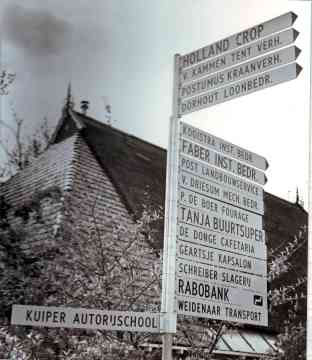 HOLLAND CROP
V. KAMMEN TENT VERH.
POSTUMUS KRAANVERH.
DORHOUT LOONBEDR.
KOOISTRA INST. BEDR.
FABER INST. BEDR.
POST LANDBOUWSERVICE
V. DRIESUM MECH. BEDR.
P. DE BOER FOURAGE
TANJA BUURTSUPER
DE DONGE CAFETARIA
GEARTSJE KAPSALON
SCHREIBER SLAGERIJ
RABOBANK
WEIDENAAR TRANSPORT
KUIPER AUTORIJSCHOOL